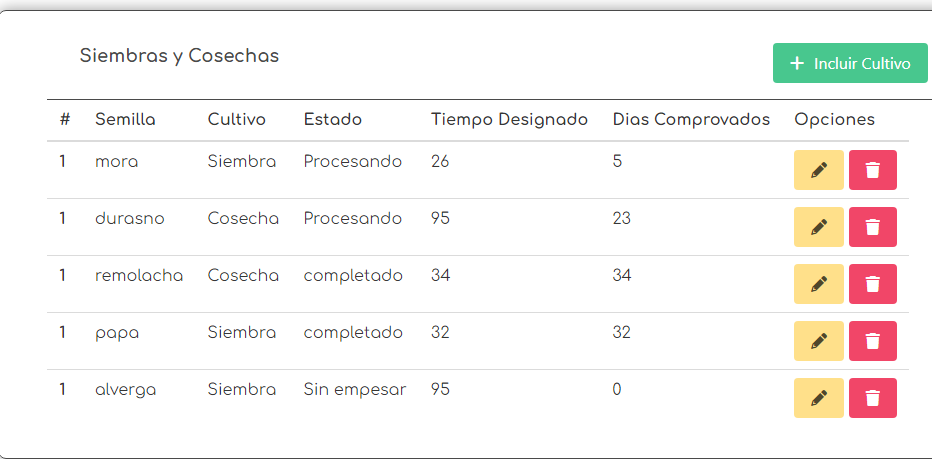 Siembras y Cosechas
+ Incluir Cultivo
# Semilla Cultivo Estado Tiempo Designado Dias Comprovados Opciones
1 mora Siembra Procesando 26 5
1 durasno Cosecha Procesando 95 23
1 remolacha Cosecha completado 34 34
1 papa Siembra completado 32 32
1 alverga Siembra Sin empesar 95 0